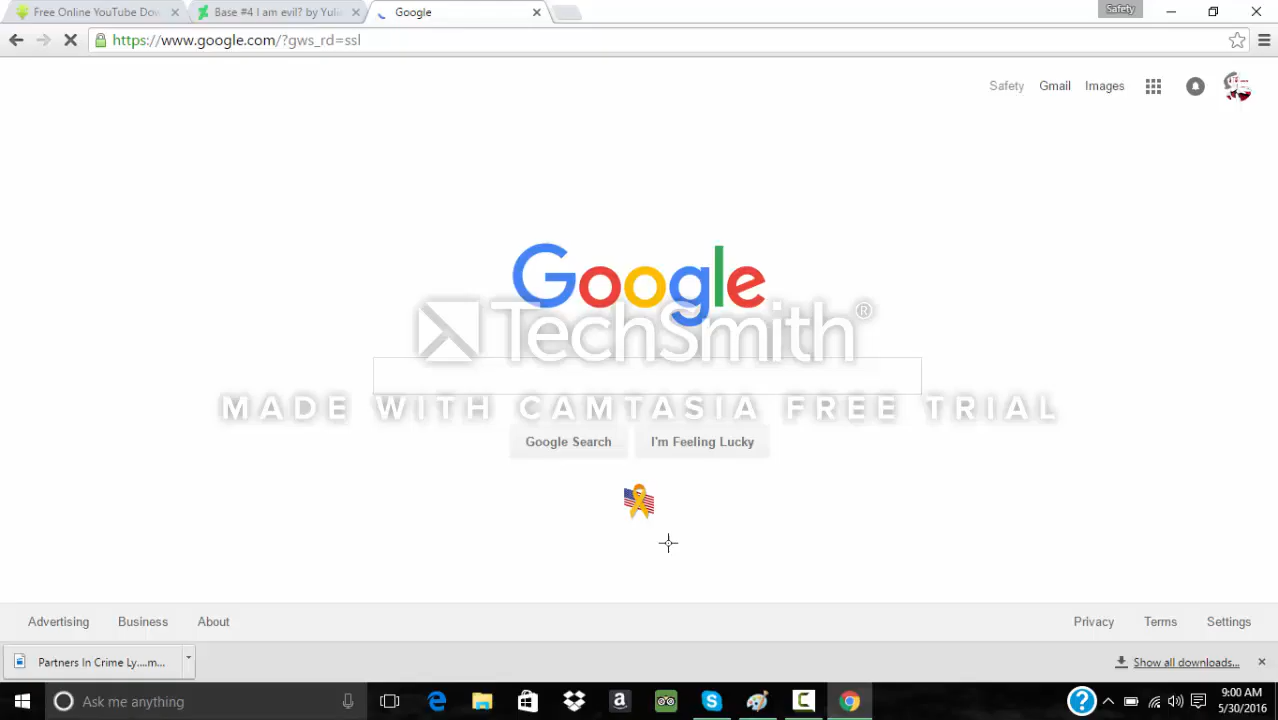 Free Online YouTube Dow
Base #4 I am evil? by Yulie
Google
Safety
https://www.google.com/?gws_rd=ssl
Safety Gmail Images
Google
TechSmith®
MADE WITH CAMTASIA FREE TRIAL
Google Search I'm Feeling Lucky
Advertising Business About Privacy Terms Settings
Partners In Crime Ly....m... Show all downloads...
Ask me anything
9:00 AM
5/30/2016